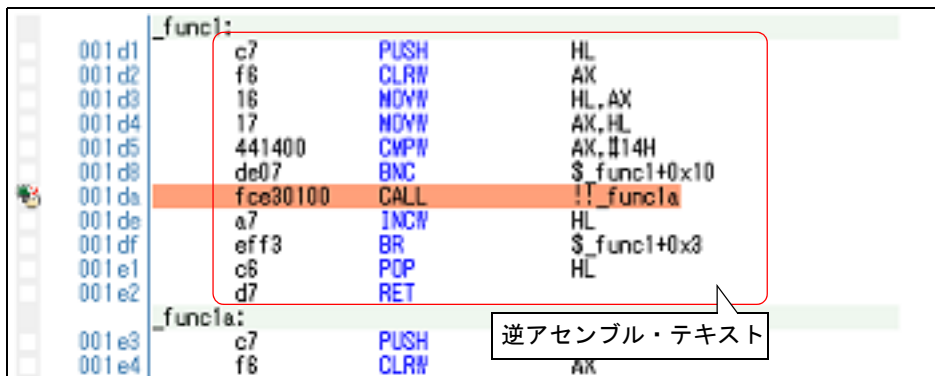 _func1:
001d1 c7 PUSH HL
001d2 f6 CLRW AX
001d3 16 MOVW HL,AX
001d4 17 MOVW AX,HL
001d5 441400 CMPW AX,#14H
001d8 de07 BNC $_func1+0x10
001da fce30100 CALL !!_func1a
001de a7 INCW HL
001df eff3 BR $_func1+0x3
001e1 c6 POP HL
001e2 d7 RET
_func1a:
001e3 c7 PUSH
001e4 f6 CLRW AX
逆アセンブル・テキスト